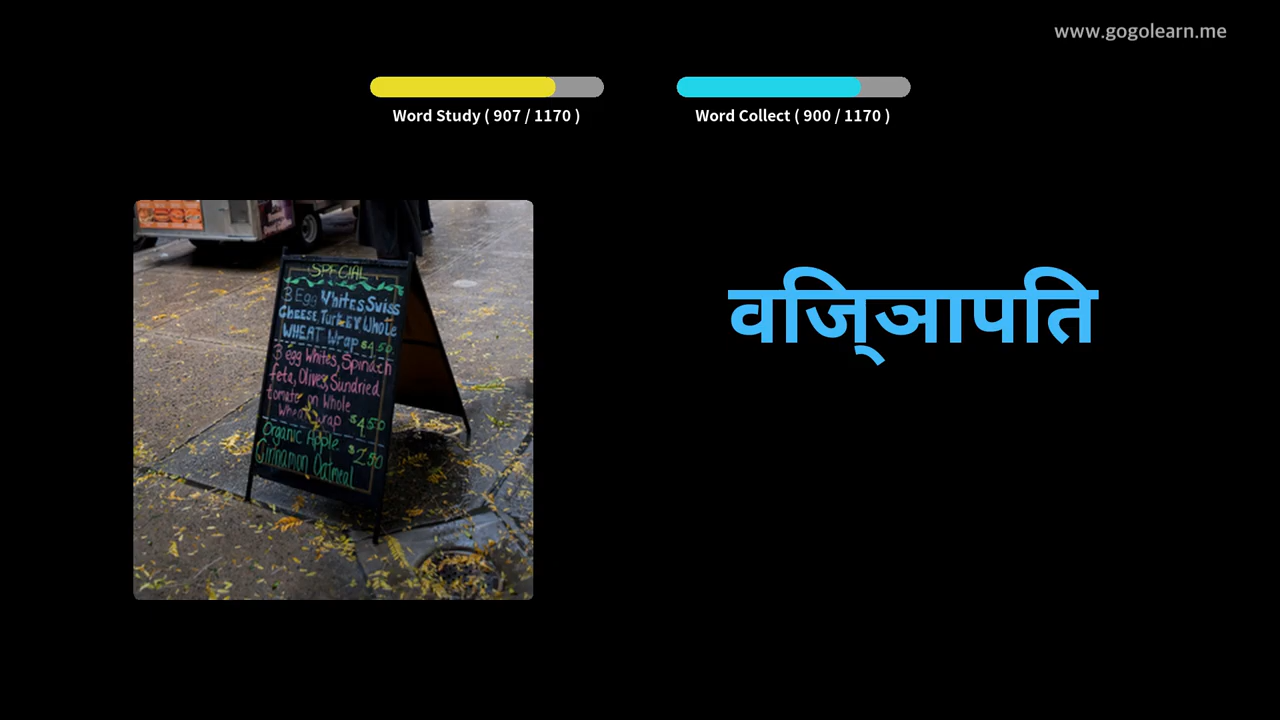 www.gogolearn.me
Word Study ( 907 / 1170 )
Word Collect ( 900 / 1170 )
SPECIAL
3 Egg Whites, Swiss
Cheese, Turkey Whole
WHEAT Wrap $4.50
3 egg Whites, Spinach
feta, Olives, Sundried
tomato on Whole
Wheat Wrap $4.50
Organic Apple $2.50
Cinnamon Oatmeal
वजि्ञापति